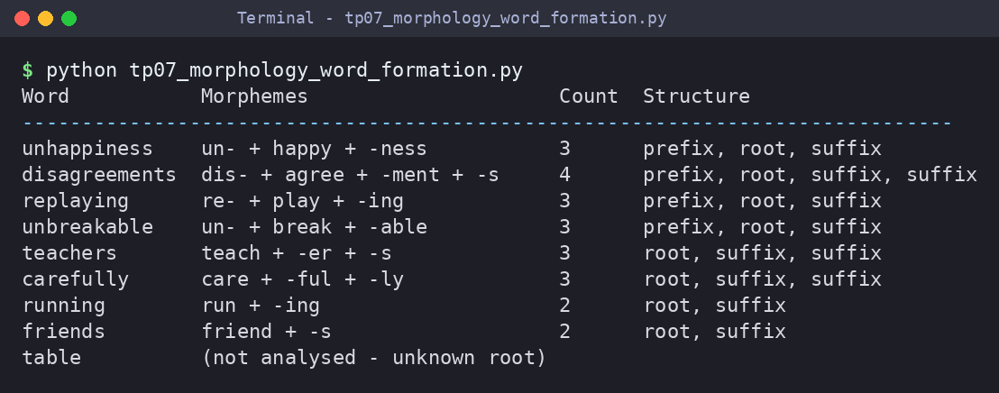 Terminal - tp07_morphology_word_formation.py
$ python tp07_morphology_word_formation.py
Word           Morphemes                     Count  Structure
------------------------------------------------------------------------------
unhappiness    un- + happy + -ness           3      prefix, root, suffix
disagreements  dis- + agree + -ment + -s     4      prefix, root, suffix, suffix
replaying      re- + play + -ing             3      prefix, root, suffix
unbreakable    un- + break + -able           3      prefix, root, suffix
teachers       teach + -er + -s              3      root, suffix, suffix
carefully      care + -ful + -ly             3      root, suffix, suffix
running        run + -ing                    2      root, suffix
friends        friend + -s                   2      root, suffix
table          (not analysed - unknown root)